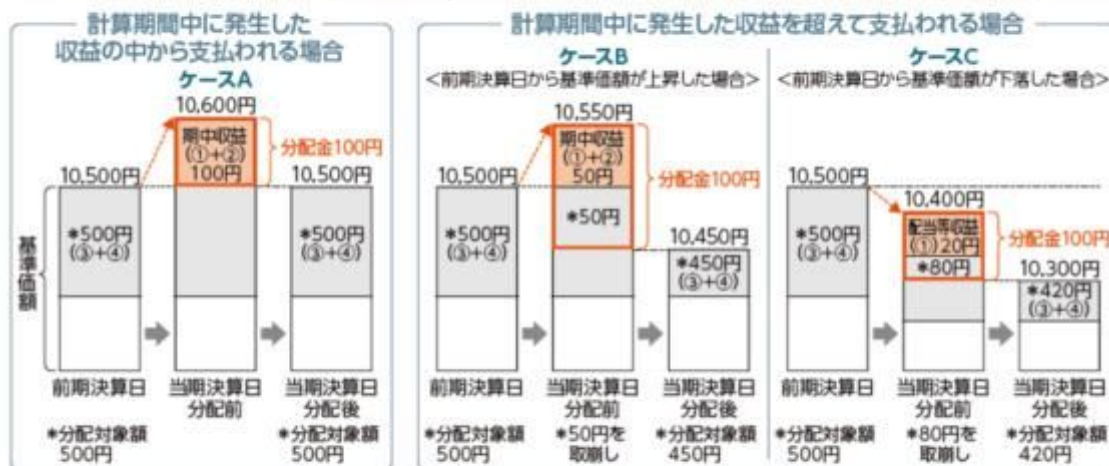 計算期間中に発生した
収益の中から支払われる場合
ケースA
10,600円
期中収益
(①+②)
100円
分配金100円
10,500円
10,500円
*500円
(③+④)
*500円
(③+④)
基準価額
前期決算日
当期決算日
分配前
当期決算日
分配後
*分配対象額
500円
*分配対象額
500円
計算期間中に発生した収益を超えて支払われる場合
ケースB
<前期決算日から基準価額が上昇した場合>
10,550円
期中収益
(①+②)
50円
分配金100円
10,500円
*500円
(③+④)
*50円
10,450円
*450円
(③+④)
前期決算日
当期決算日
分配前
当期決算日
分配後
*分配対象額
500円
*50円を
取崩し
*分配対象額
450円
ケースC
<前期決算日から基準価額が下落した場合>
10,500円
*500円
(③+④)
10,400円
配当等収益
(①)20円
*80円
分配金100円
10,300円
*420円
(③+④)
前期決算日
当期決算日
分配前
当期決算日
分配後
*分配対象額
500円
*80円を
取崩し
*分配対象額
420円